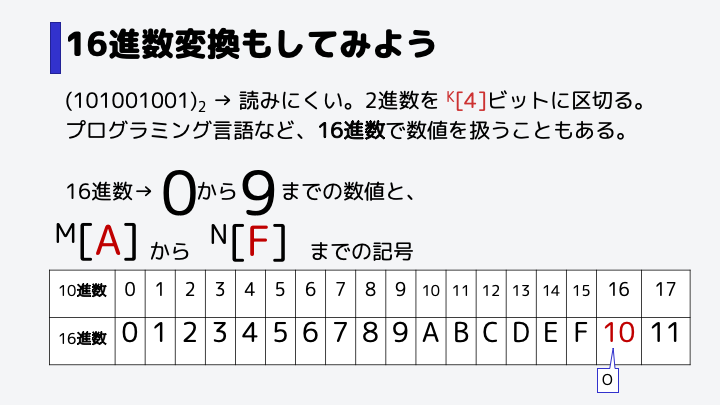 16進数変換もしてみよう
(101001001)₂ → 読みにくい。2進数を ᴷ[4]ビットに区切る。
プログラミング言語など、16進数で数値を扱うこともある。
16進数→ 0から9までの数値と、
M[A] から N[F] までの記号
10進数 0 1 2 3 4 5 6 7 8 9 10 11 12 13 14 15 16 17
16進数 0 1 2 3 4 5 6 7 8 9 A B C D E F 10 11
O